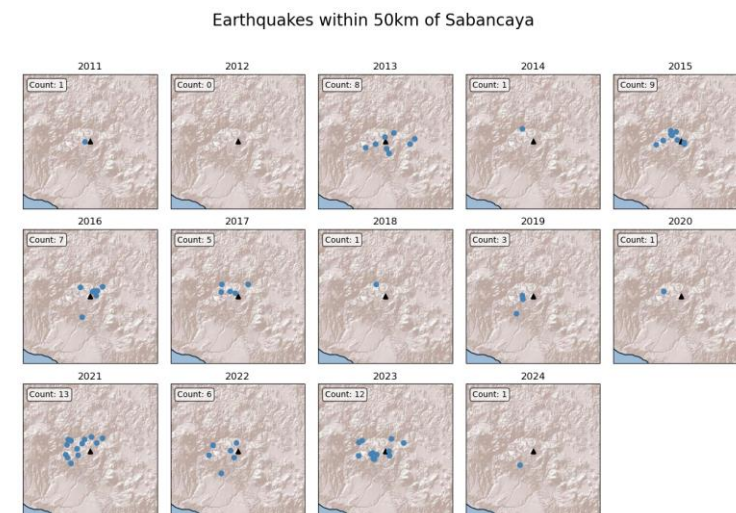 Earthquakes within 50km of Sabancaya
2011 2012 2013 2014 2015
Count: 1 Count: 0 Count: 8 Count: 1 Count: 9
2016 2017 2018 2019 2020
Count: 7 Count: 5 Count: 1 Count: 3 Count: 1
2021 2022 2023 2024
Count: 13 Count: 6 Count: 12 Count: 1